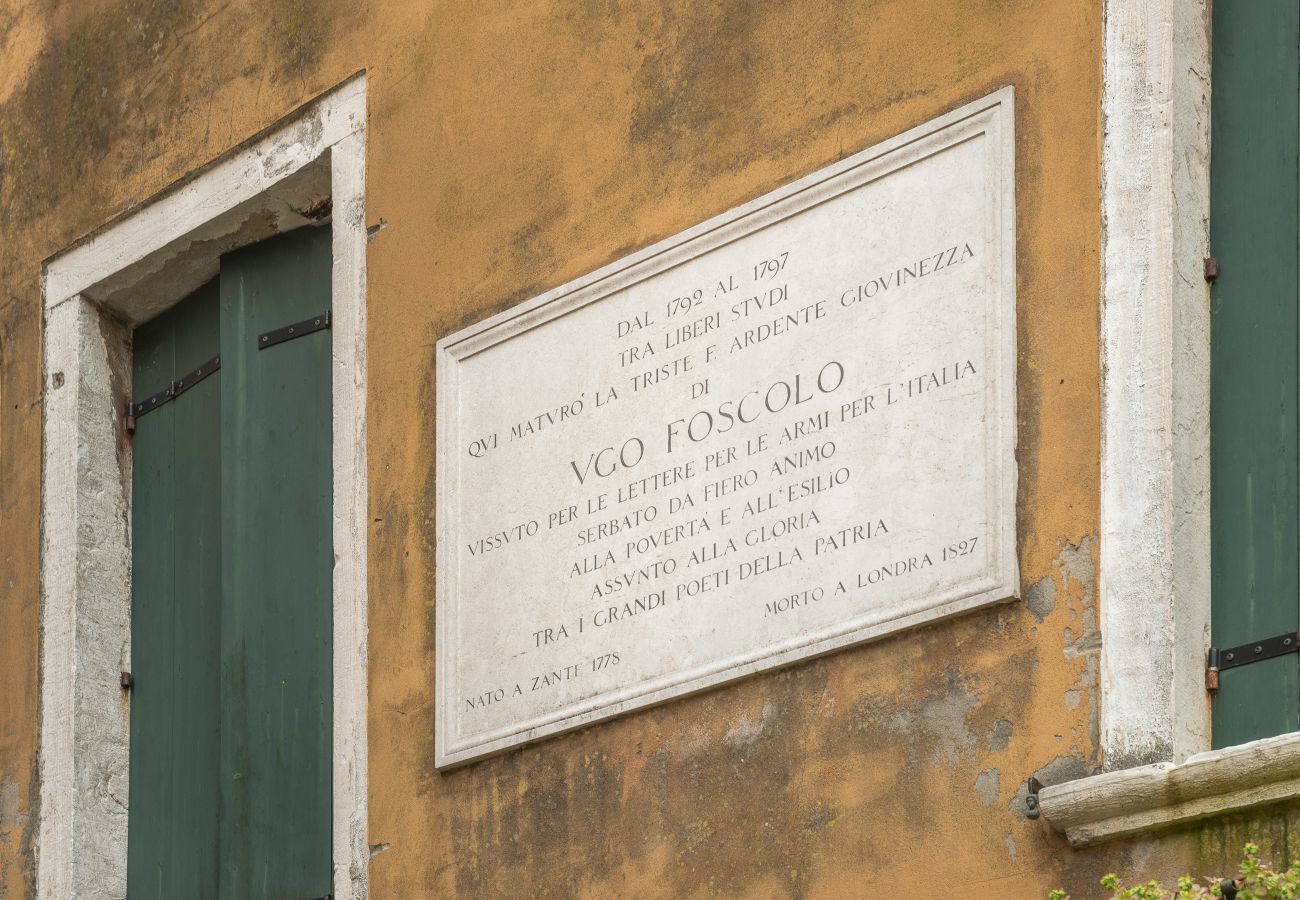 DAL 1792 AL 1797
TRA LIBERI STVDI
QVI MATVRO' LA TRISTE E ARDENTE GIOVINEZZA
DI
VGO FOSCOLO
VISSVTO PER LE LETTERE PER LE ARMI PER L'ITALIA
SERBATO DA FIERO ANIMO
ALLA POVERTA' E ALL'ESILIO
ASSVNTO ALLA GLORIA
TRA I GRANDI POETI DELLA PATRIA
NATO A ZANTE 1778 MORTO A LONDRA 1827